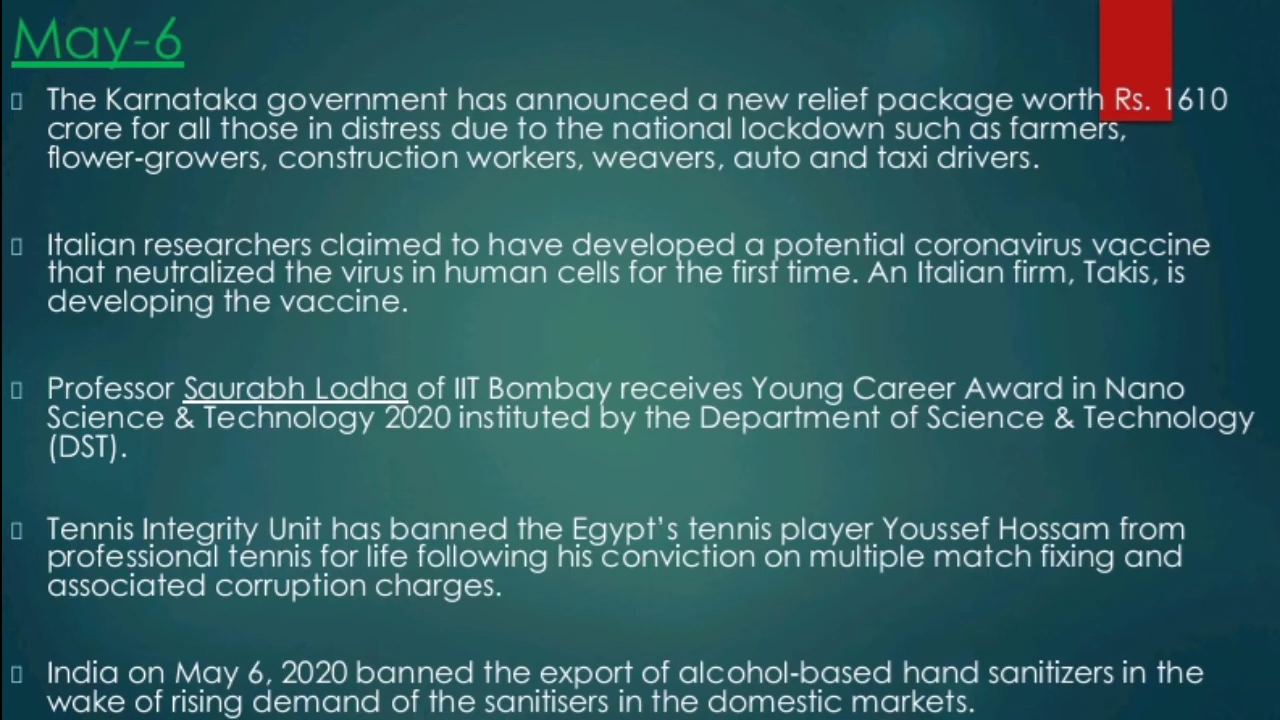 May-6
The Karnataka government has announced a new relief package worth Rs. 1610
crore for all those in distress due to the national lockdown such as farmers,
flower-growers, construction workers, weavers, auto and taxi drivers.
Italian researchers claimed to have developed a potential coronavirus vaccine
that neutralized the virus in human cells for the first time. An Italian firm, Takis, is
developing the vaccine.
Professor Saurabh Lodha of IIT Bombay receives Young Career Award in Nano
Science & Technology 2020 instituted by the Department of Science & Technology
(DST).
Tennis Integrity Unit has banned the Egypt’s tennis player Youssef Hossam from
professional tennis for life following his conviction on multiple match fixing and
associated corruption charges.
India on May 6, 2020 banned the export of alcohol-based hand sanitizers in the
wake of rising demand of the sanitisers in the domestic markets.